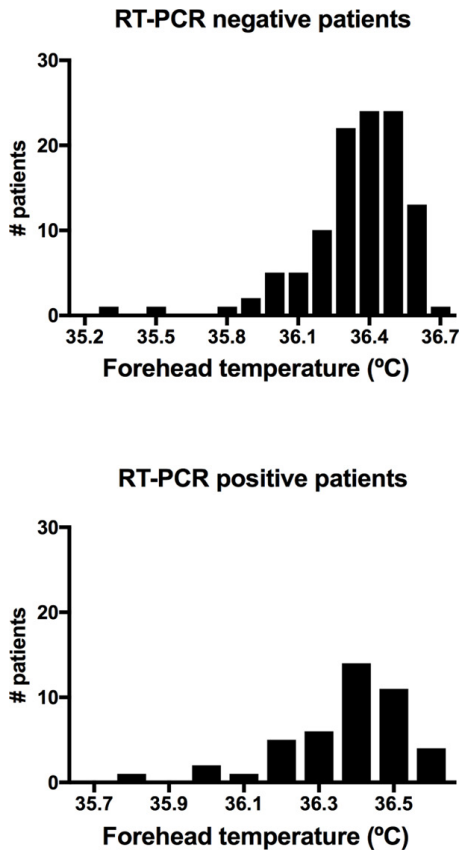 RT-PCR negative patients
30
20
10
0
# patients
35.2 35.5 35.8 36.1 36.4 36.7
Forehead temperature (ºC)
RT-PCR positive patients
30
20
10
0
# patients
35.7 35.9 36.1 36.3 36.5
Forehead temperature (ºC)